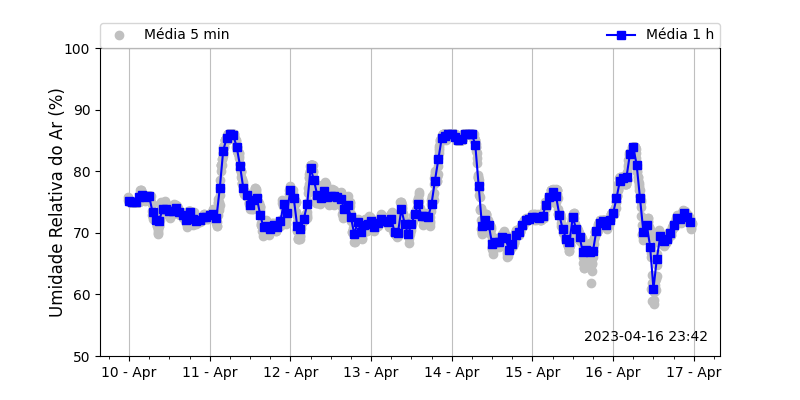 Média 5 min
Média 1 h
Umidade Relativa do Ar (%)
100
90
80
70
60
50
2023-04-16 23:42
10 - Apr
11 - Apr
12 - Apr
13 - Apr
14 - Apr
15 - Apr
16 - Apr
17 - Apr